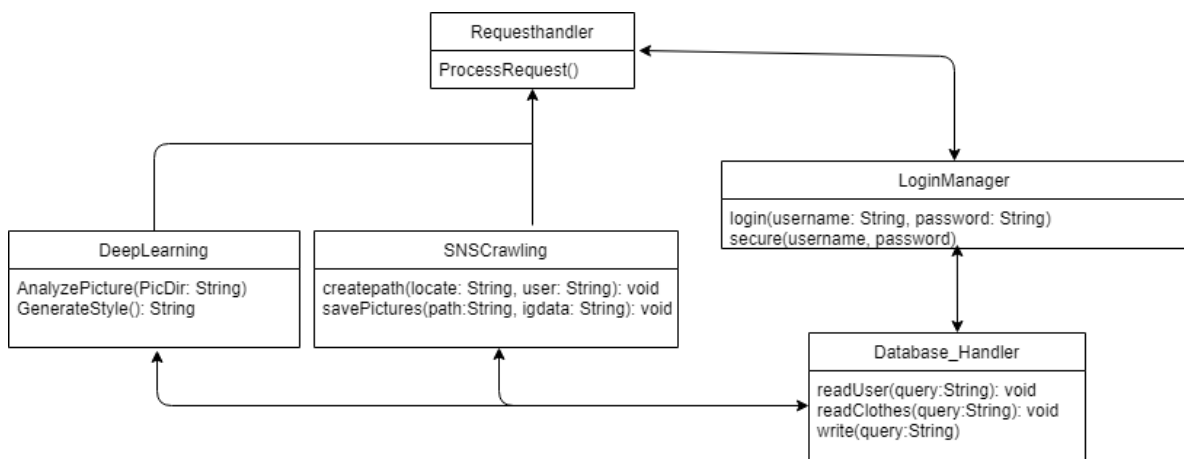 Requesthandler
ProcessRequest()
LoginManager
login(username: String, password: String)
secure(username, password)
DeepLearning
AnalyzePicture(PicDir: String)
GenerateStyle(): String
SNSCrawling
createpath(locate: String, user: String): void
savePictures(path:String, igdata: String): void
Database_Handler
readUser(query:String): void
readClothes(query:String): void
write(query:String)